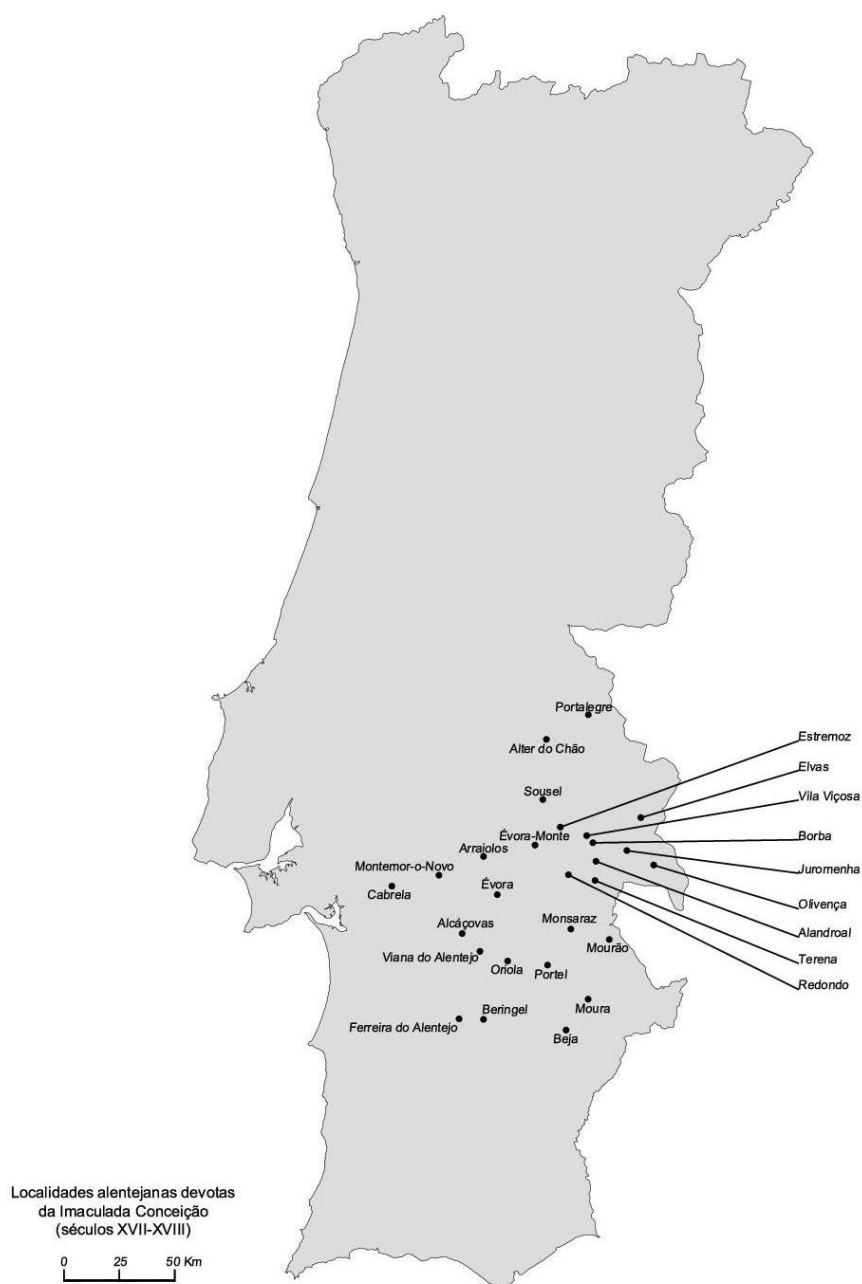 Portalegre
Alter do Chão
Estremoz
Elvas
Vila Viçosa
Sousel
Évora-Monte
Borba
Arraiolos
Juromenha
Montemor-o-Novo
Cabrela
Évora
Olivença
Alandroal
Alcáçovas
Monsaraz
Mourão
Viana do Alentejo
Oriola
Portel
Terena
Redondo
Moura
Ferreira do Alentejo
Beringel
Beja
Localidades alentejanas devotas
da Imaculada Conceição
(séculos XVII-XVIII)
0 25 50 Km